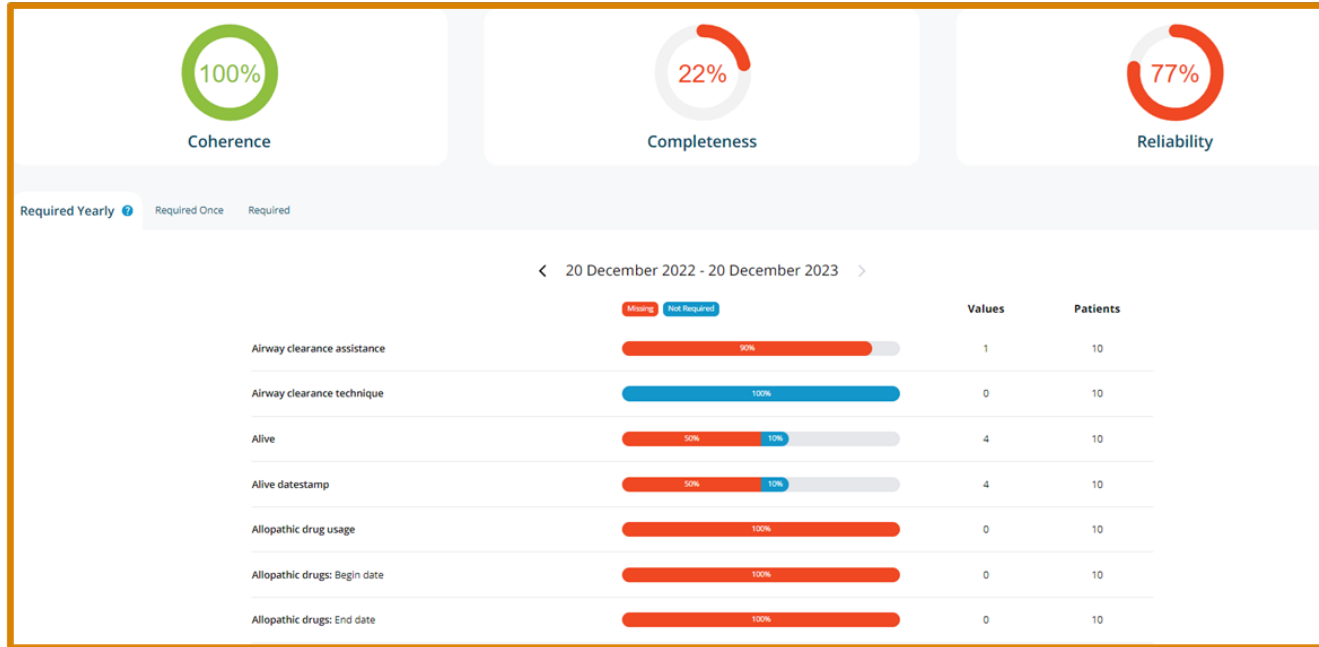 100% 22% 77%
Coherence Completeness Reliability
Required Yearly ? Required Once Required
< 20 December 2022 - 20 December 2023 >
Missing Not Required Values Patients
Airway clearance assistance 90% 1 10
Airway clearance technique 100% 0 10
Alive 50% 10% 4 10
Alive datestamp 50% 10% 4 10
Allopathic drug usage 100% 0 10
Allopathic drugs: Begin date 100% 0 10
Allopathic drugs: End date 100% 0 10